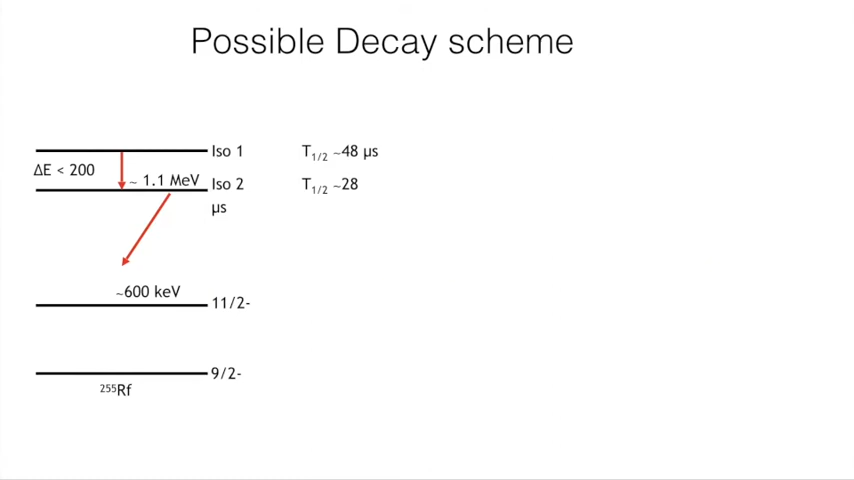 Possible Decay scheme
Iso 1 T1/2 ~48 µs
ΔE < 200
~ 1.1 MeV Iso 2 T1/2 ~28
µs
~600 keV
11/2-
9/2-
255Rf